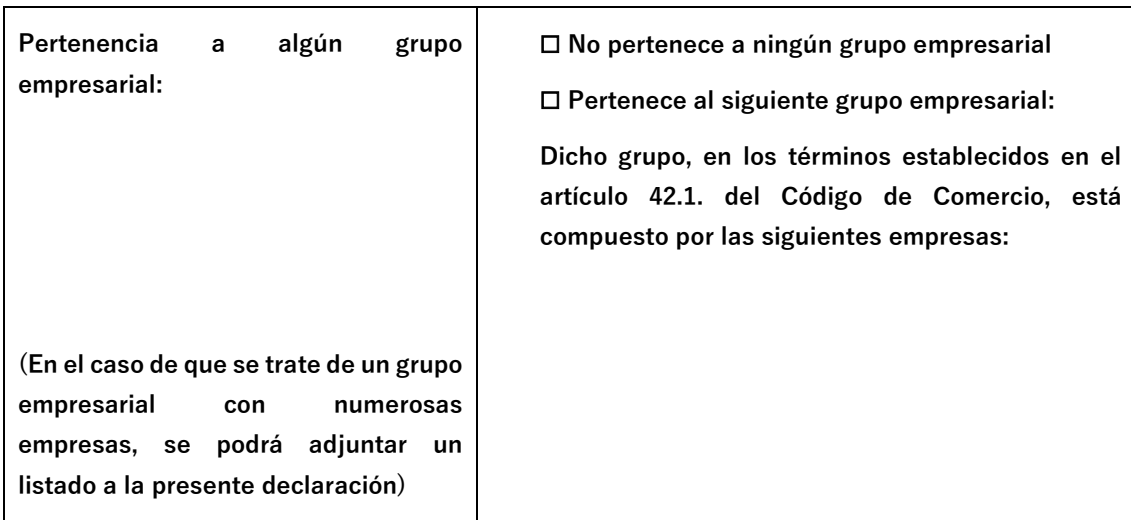 Pertenencia a algún grupo
empresarial:
(En el caso de que se trate de un grupo
empresarial con numerosas
empresas, se podrá adjuntar un
listado a la presente declaración)
☐ No pertenece a ningún grupo empresarial
☐ Pertenece al siguiente grupo empresarial:
Dicho grupo, en los términos establecidos en el
artículo 42.1. del Código de Comercio, está
compuesto por las siguientes empresas: